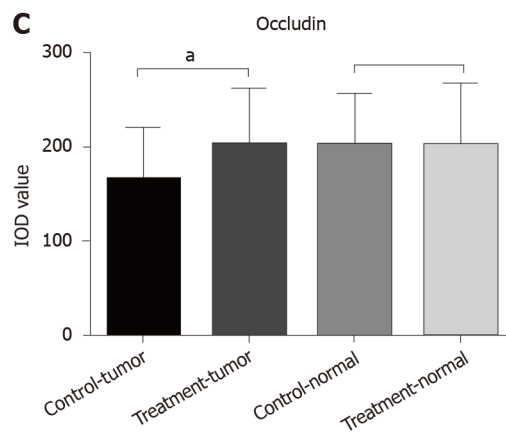 C
Occludin
a
IOD value
300
200
100
0
Control-tumor
Treatment-tumor
Control-normal
Treatment-normal